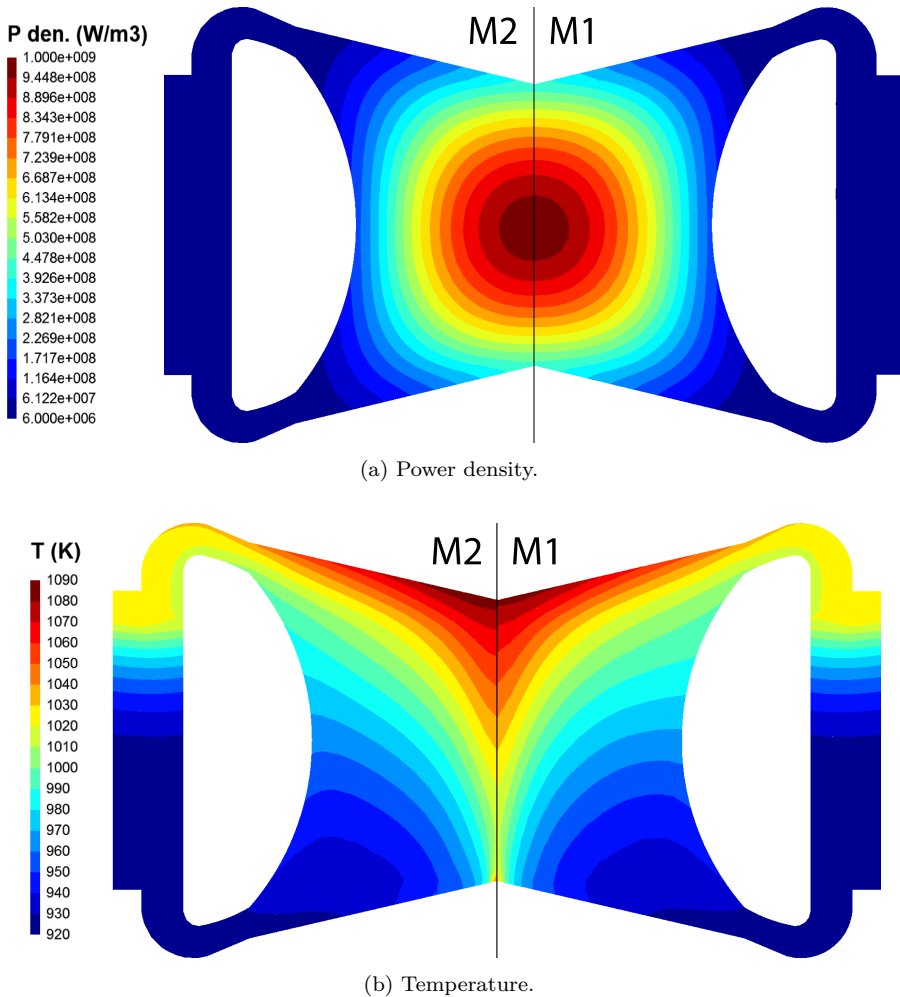 M2 M1
P den. (W/m3)
1.000e+009
9.448e+008
8.896e+008
8.343e+008
7.791e+008
7.239e+008
6.687e+008
6.134e+008
5.582e+008
5.030e+008
4.478e+008
3.926e+008
3.373e+008
2.821e+008
2.269e+008
1.717e+008
1.164e+008
6.122e+007
6.000e+006
(a) Power density.
M2 M1
T (K)
1090
1080
1070
1060
1050
1040
1030
1020
1010
1000
990
980
970
960
950
940
930
920
(b) Temperature.